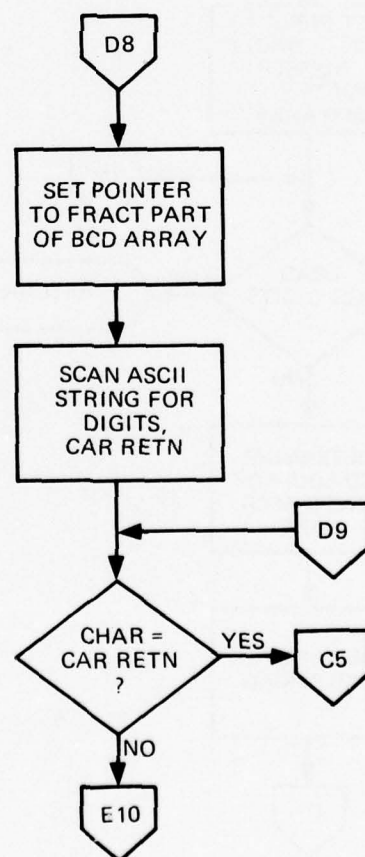 D8
SET POINTER
TO FRACT PART
OF BCD ARRAY
SCAN ASCII
STRING FOR
DIGITS,
CAR RETN
D9
CHAR =
CAR RETN
?
YES
C5
NO
E10